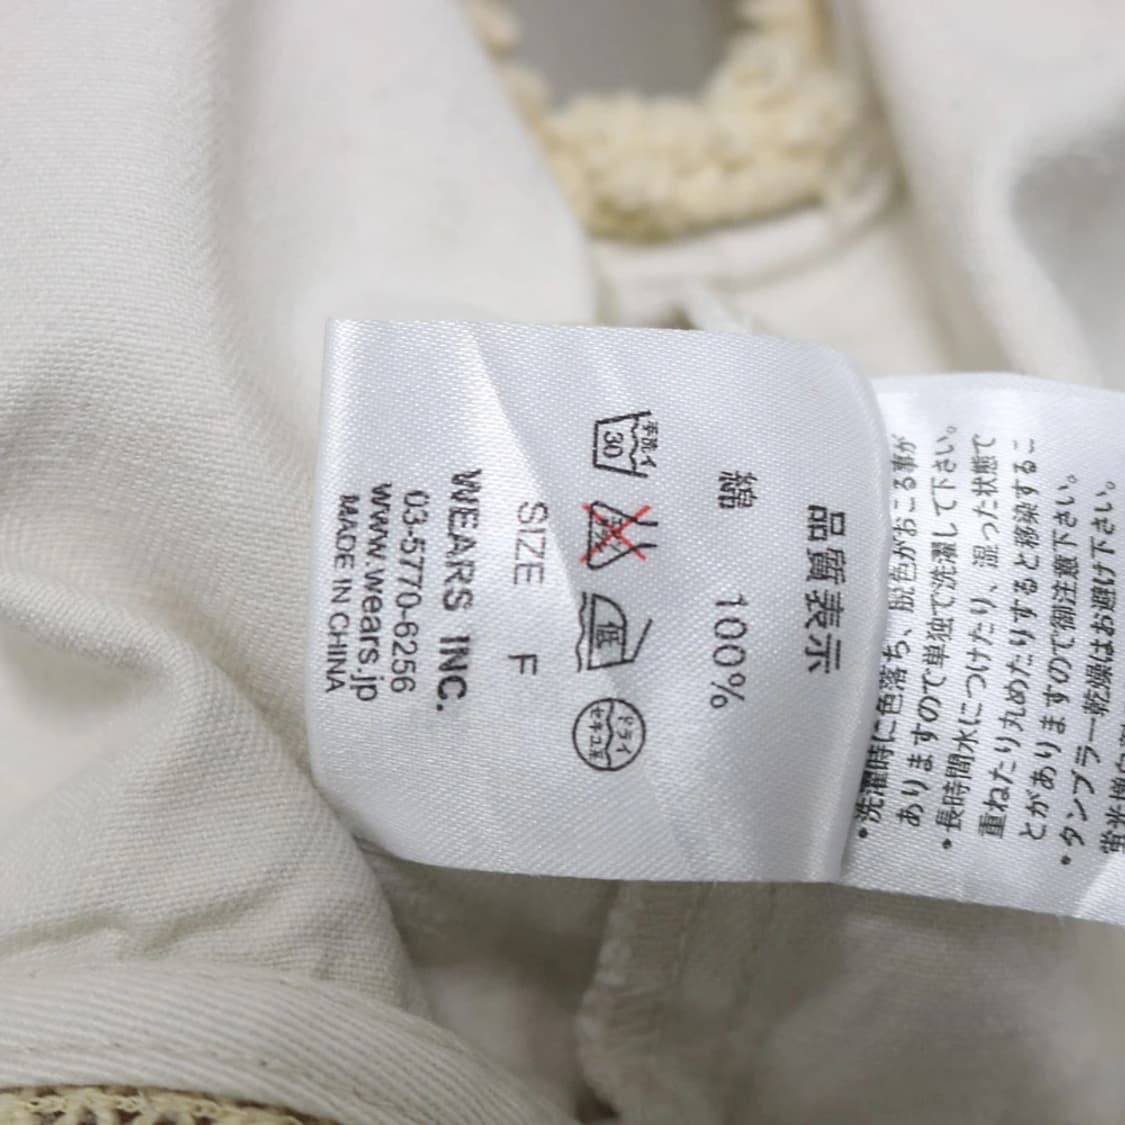 品質表示
綿 100%
手洗イ
30
エンソサラシ
低
ドライ
セキユ系
SIZE F
WEARS INC.
03-5770-6256
www.wears.jp
MADE IN CHINA
•洗濯時に色落ち、脱色がおこる事が
ありますので単独で洗濯して下さい。
•長時間水につけたり、湿った状態で
重ねたり丸めたりすると移染するこ
とがありますので御注意下さい。
•タンブラー乾燥はお避け下さい。